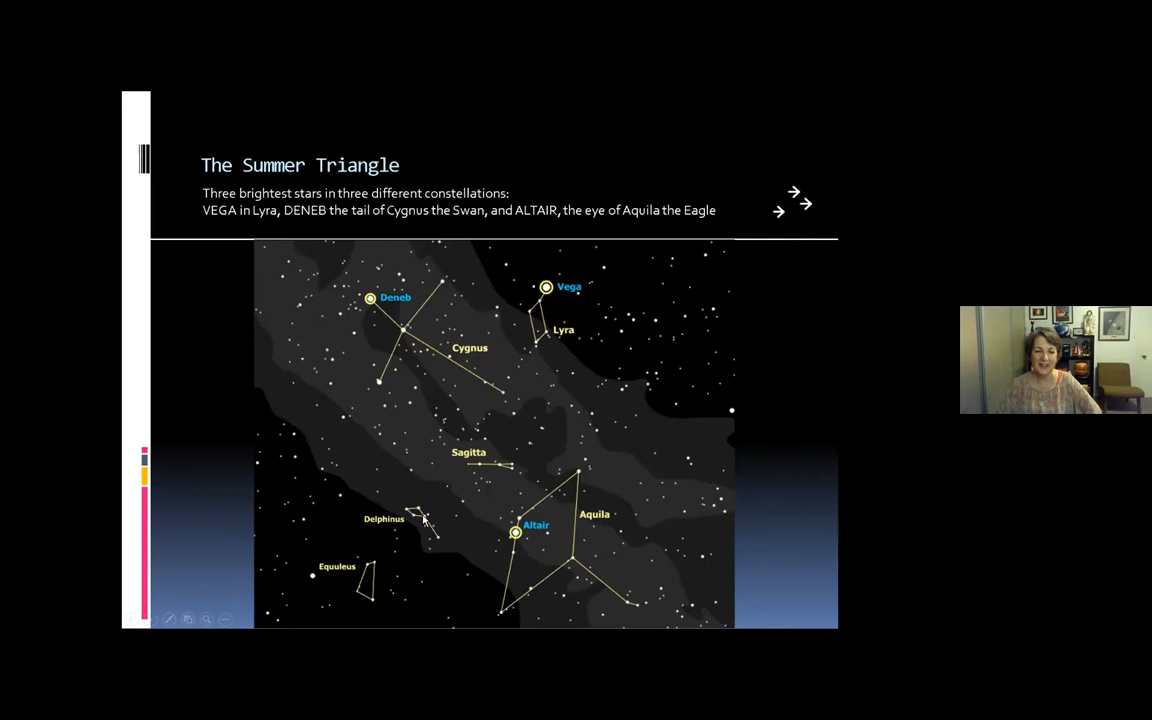 The Summer Triangle
Three brightest stars in three different constellations:
VEGA in Lyra, DENEB the tail of Cygnus the Swan, and ALTAIR, the eye of Aquila the Eagle
Vega
Deneb
Lyra
Cygnus
Sagitta
Aquila
Delphinus
Altair
Equuleus